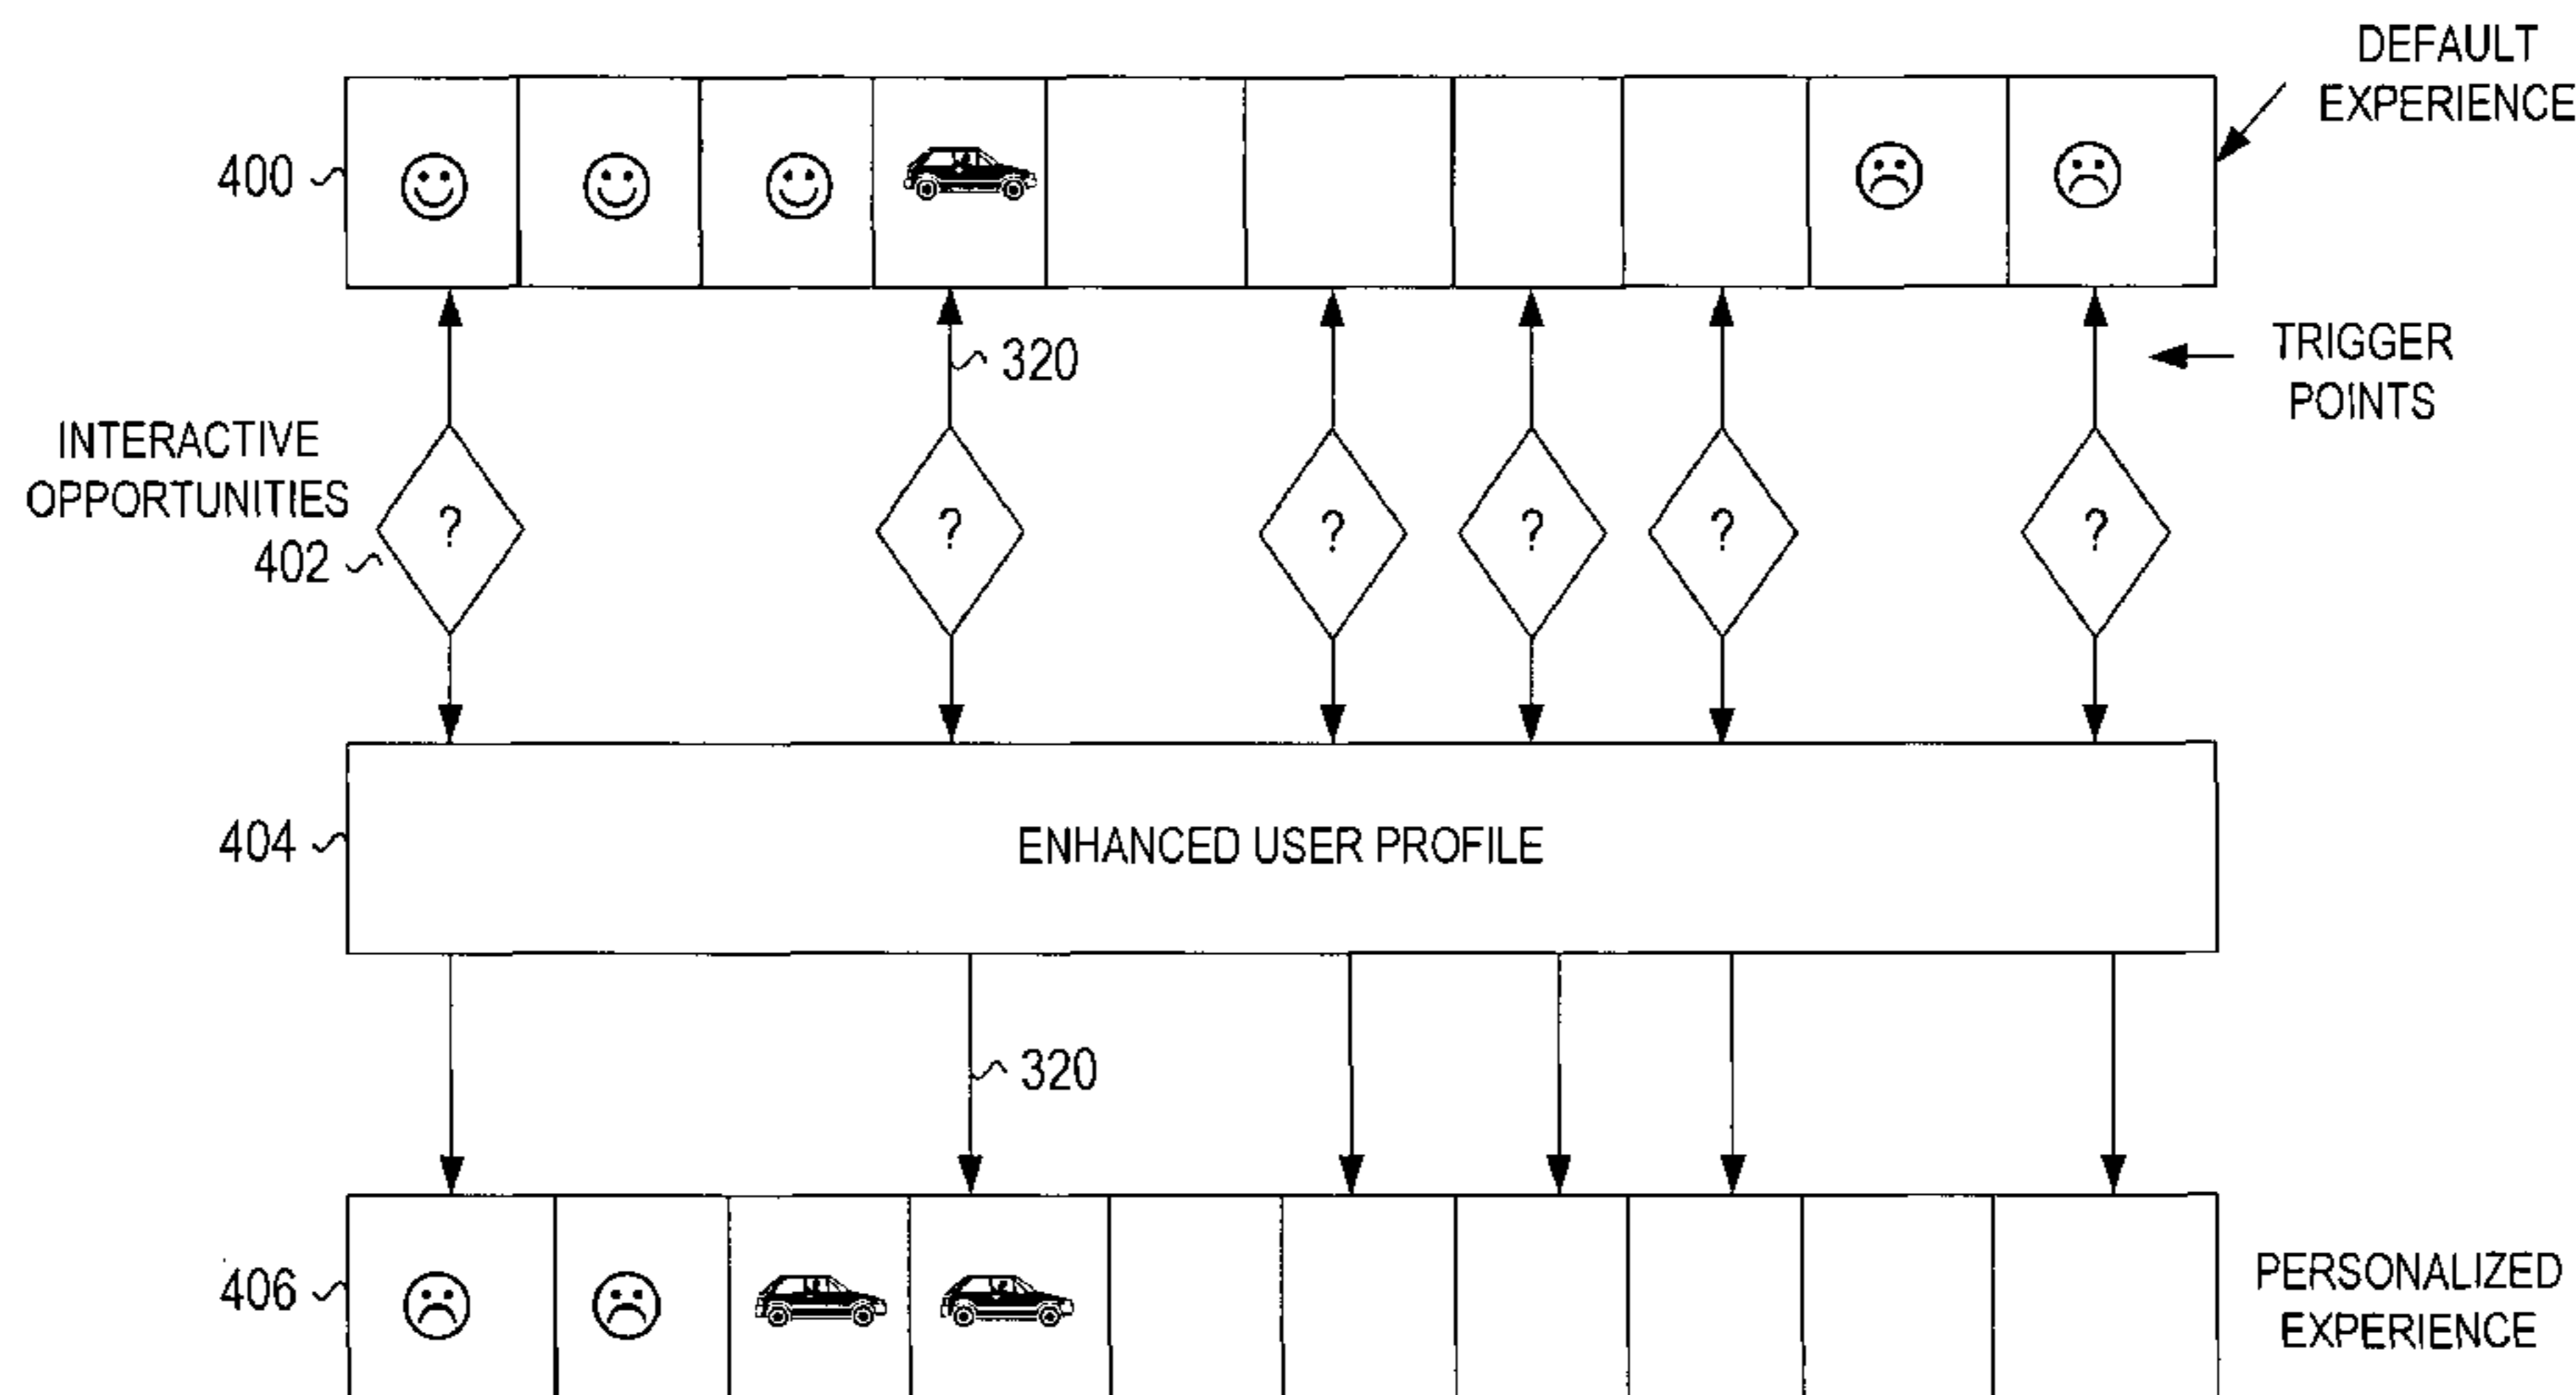 DEFAULT
EXPERIENCE
400
320
TRIGGER
POINTS
INTERACTIVE
OPPORTUNITIES
402
? ? ? ? ? ?
404
ENHANCED USER PROFILE
320
406
PERSONALIZED
EXPERIENCE